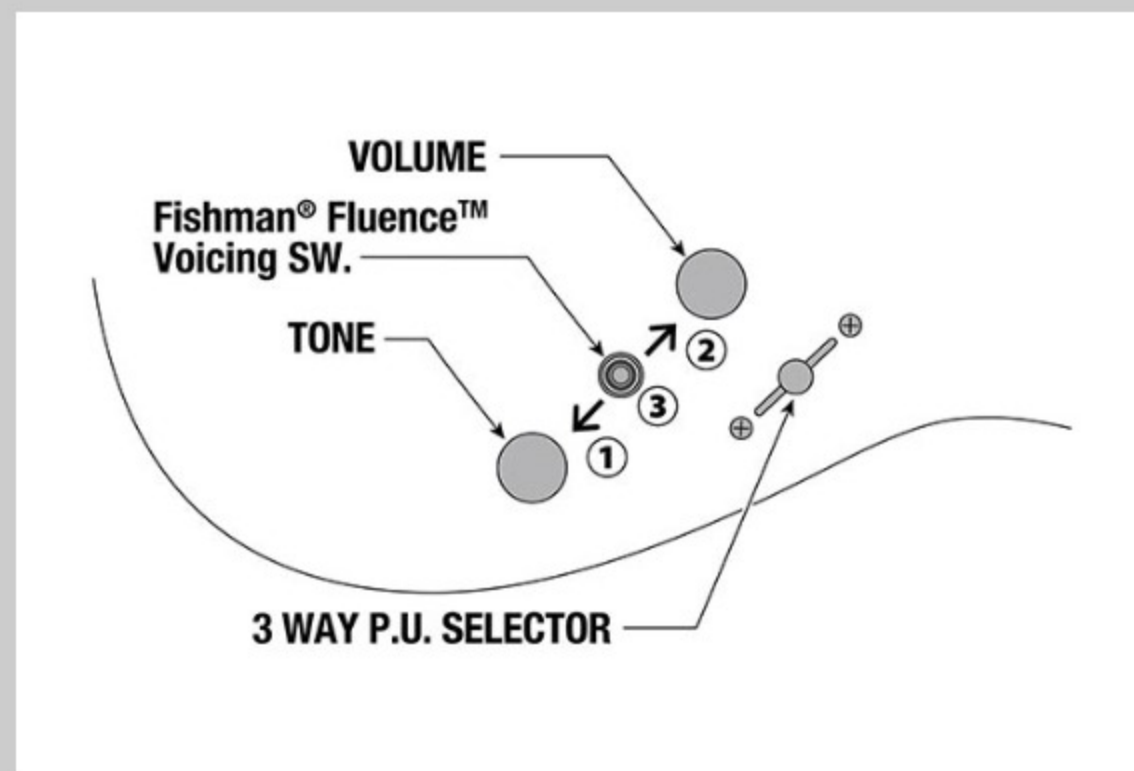 VOLUME
Fishman® Fluence™
Voicing SW.
TONE
2
3
1
3 WAY P.U. SELECTOR